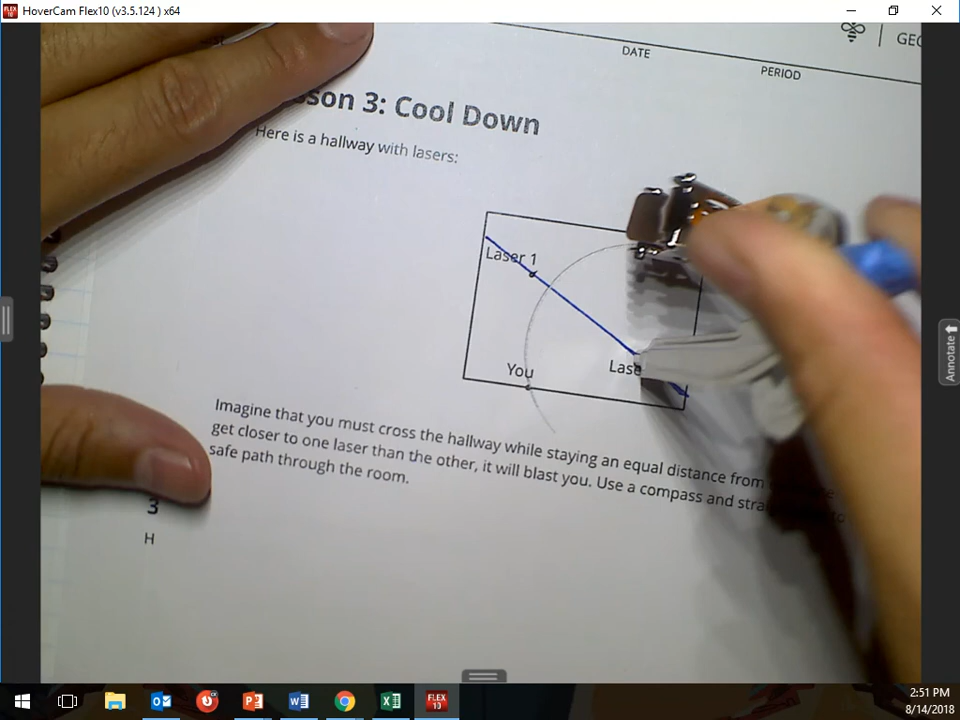 HoverCam Flex10 (v3.5.124 ) x64
GEO
DATE
PERIOD
son 3: Cool Down
Here is a hallway with lasers:
Laser 1
You
Lase
Imagine that you must cross the hallway while staying an equal distance from
get closer to one laser than the other, it will blast you. Use a compass and stra
safe path through the room.
3
H
Annotate
FLEX
10
2:51 PM
8/14/2018